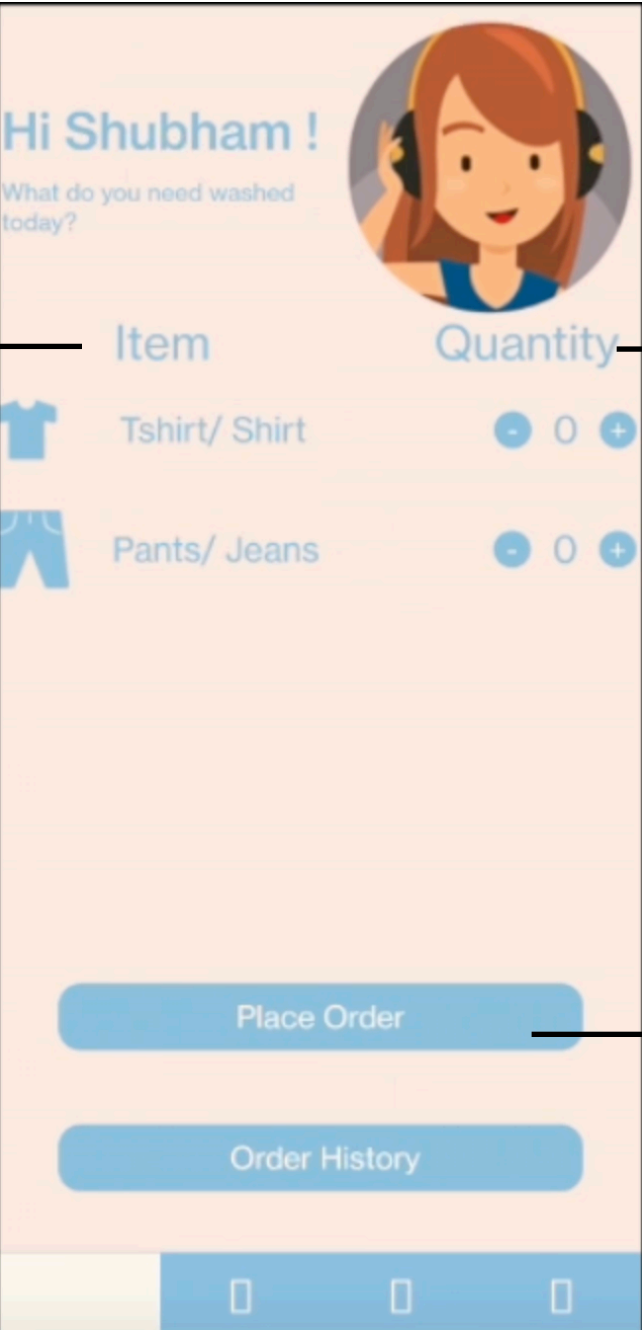 Hi Shubham !
What do you need washed
today?
Item Quantity
Tshirt/ Shirt - 0 +
Pants/ Jeans - 0 +
Place Order
Order History